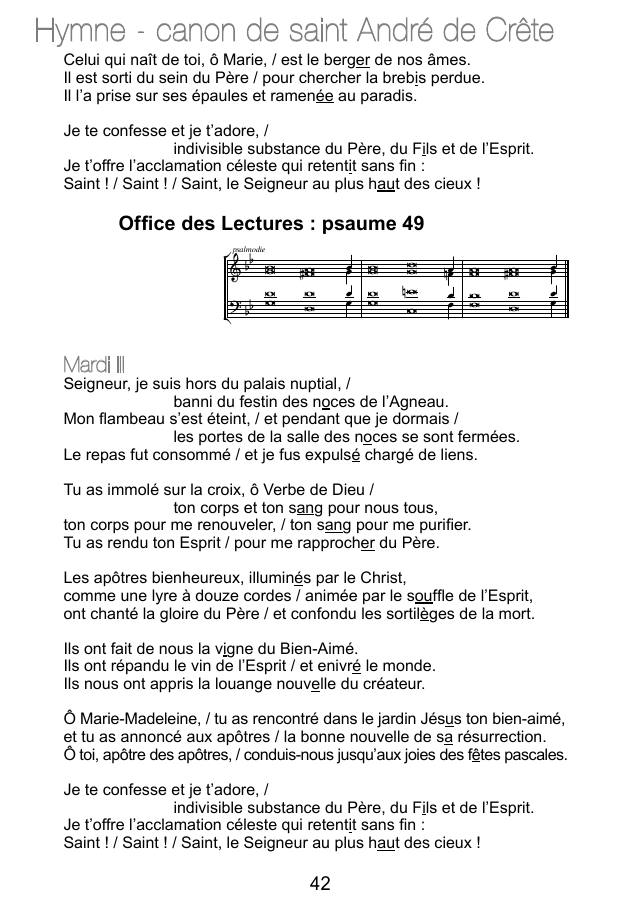 Hymne - canon de saint André de Crête
Celui qui naît de toi, ô Marie, / est le berger de nos âmes.
Il est sorti du sein du Père / pour chercher la brebis perdue.
Il l’a prise sur ses épaules et ramenée au paradis.
Je te confesse et je t’adore, /
indivisible substance du Père, du Fils et de l’Esprit.
Je t’offre l’acclamation céleste qui retentit sans fin :
Saint ! / Saint ! / Saint, le Seigneur au plus haut des cieux !
Office des Lectures : psaume 49
psalmodie
Mardi III
Seigneur, je suis hors du palais nuptial, /
banni du festin des noces de l’Agneau.
Mon flambeau s’est éteint, / et pendant que je dormais /
les portes de la salle des noces se sont fermées.
Le repas fut consommé / et je fus expulsé chargé de liens.
Tu as immolé sur la croix, ô Verbe de Dieu /
ton corps et ton sang pour nous tous,
ton corps pour me renouveler, / ton sang pour me purifier.
Tu as rendu ton Esprit / pour me rapprocher du Père.
Les apôtres bienheureux, illuminés par le Christ,
comme une lyre à douze cordes / animée par le souffle de l’Esprit,
ont chanté la gloire du Père / et confondu les sortilèges de la mort.
Ils ont fait de nous la vigne du Bien-Aimé.
Ils ont répandu le vin de l’Esprit / et enivré le monde.
Ils nous ont appris la louange nouvelle du créateur.
Ô Marie-Madeleine, / tu as rencontré dans le jardin Jésus ton bien-aimé,
et tu as annoncé aux apôtres / la bonne nouvelle de sa résurrection.
Ô toi, apôtre des apôtres, / conduis-nous jusqu’aux joies des fêtes pascales.
Je te confesse et je t’adore, /
indivisible substance du Père, du Fils et de l’Esprit.
Je t’offre l’acclamation céleste qui retentit sans fin :
Saint ! / Saint ! / Saint, le Seigneur au plus haut des cieux !
42